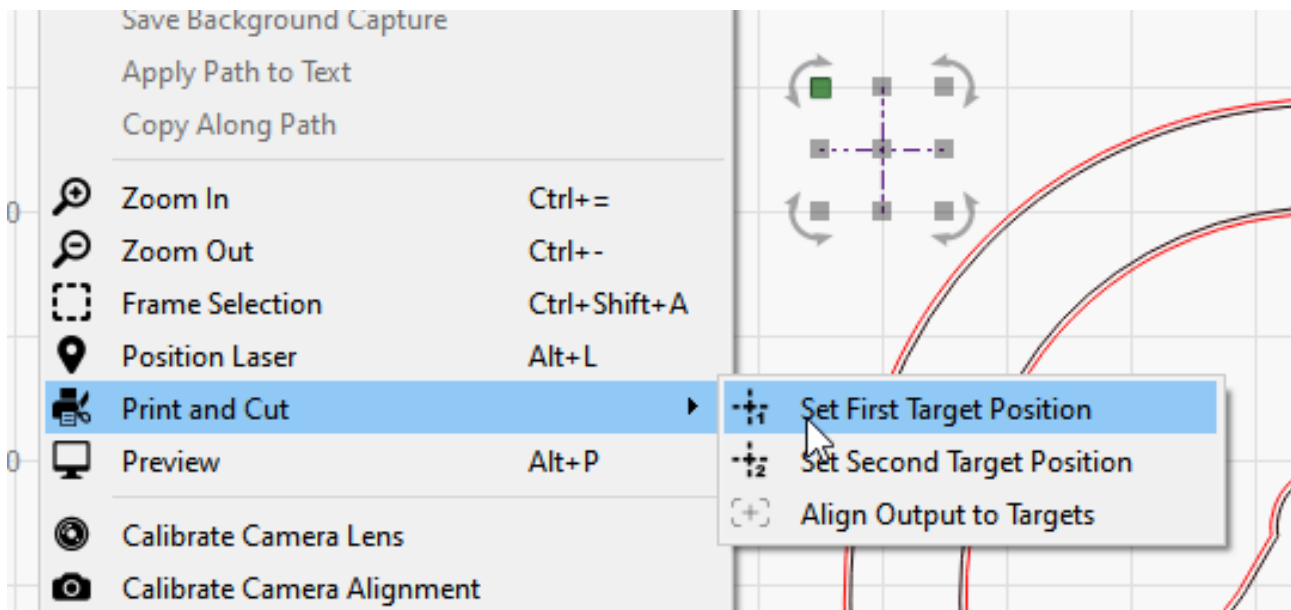 Save Background Capture
Apply Path to Text
Copy Along Path
Zoom In Ctrl+=
0
Zoom Out Ctrl+-
Frame Selection Ctrl+Shift+A
Position Laser Alt+L
Print and Cut
Set First Target Position
0
Preview Alt+P
Set Second Target Position
Align Output to Targets
Calibrate Camera Lens
Calibrate Camera Alignment